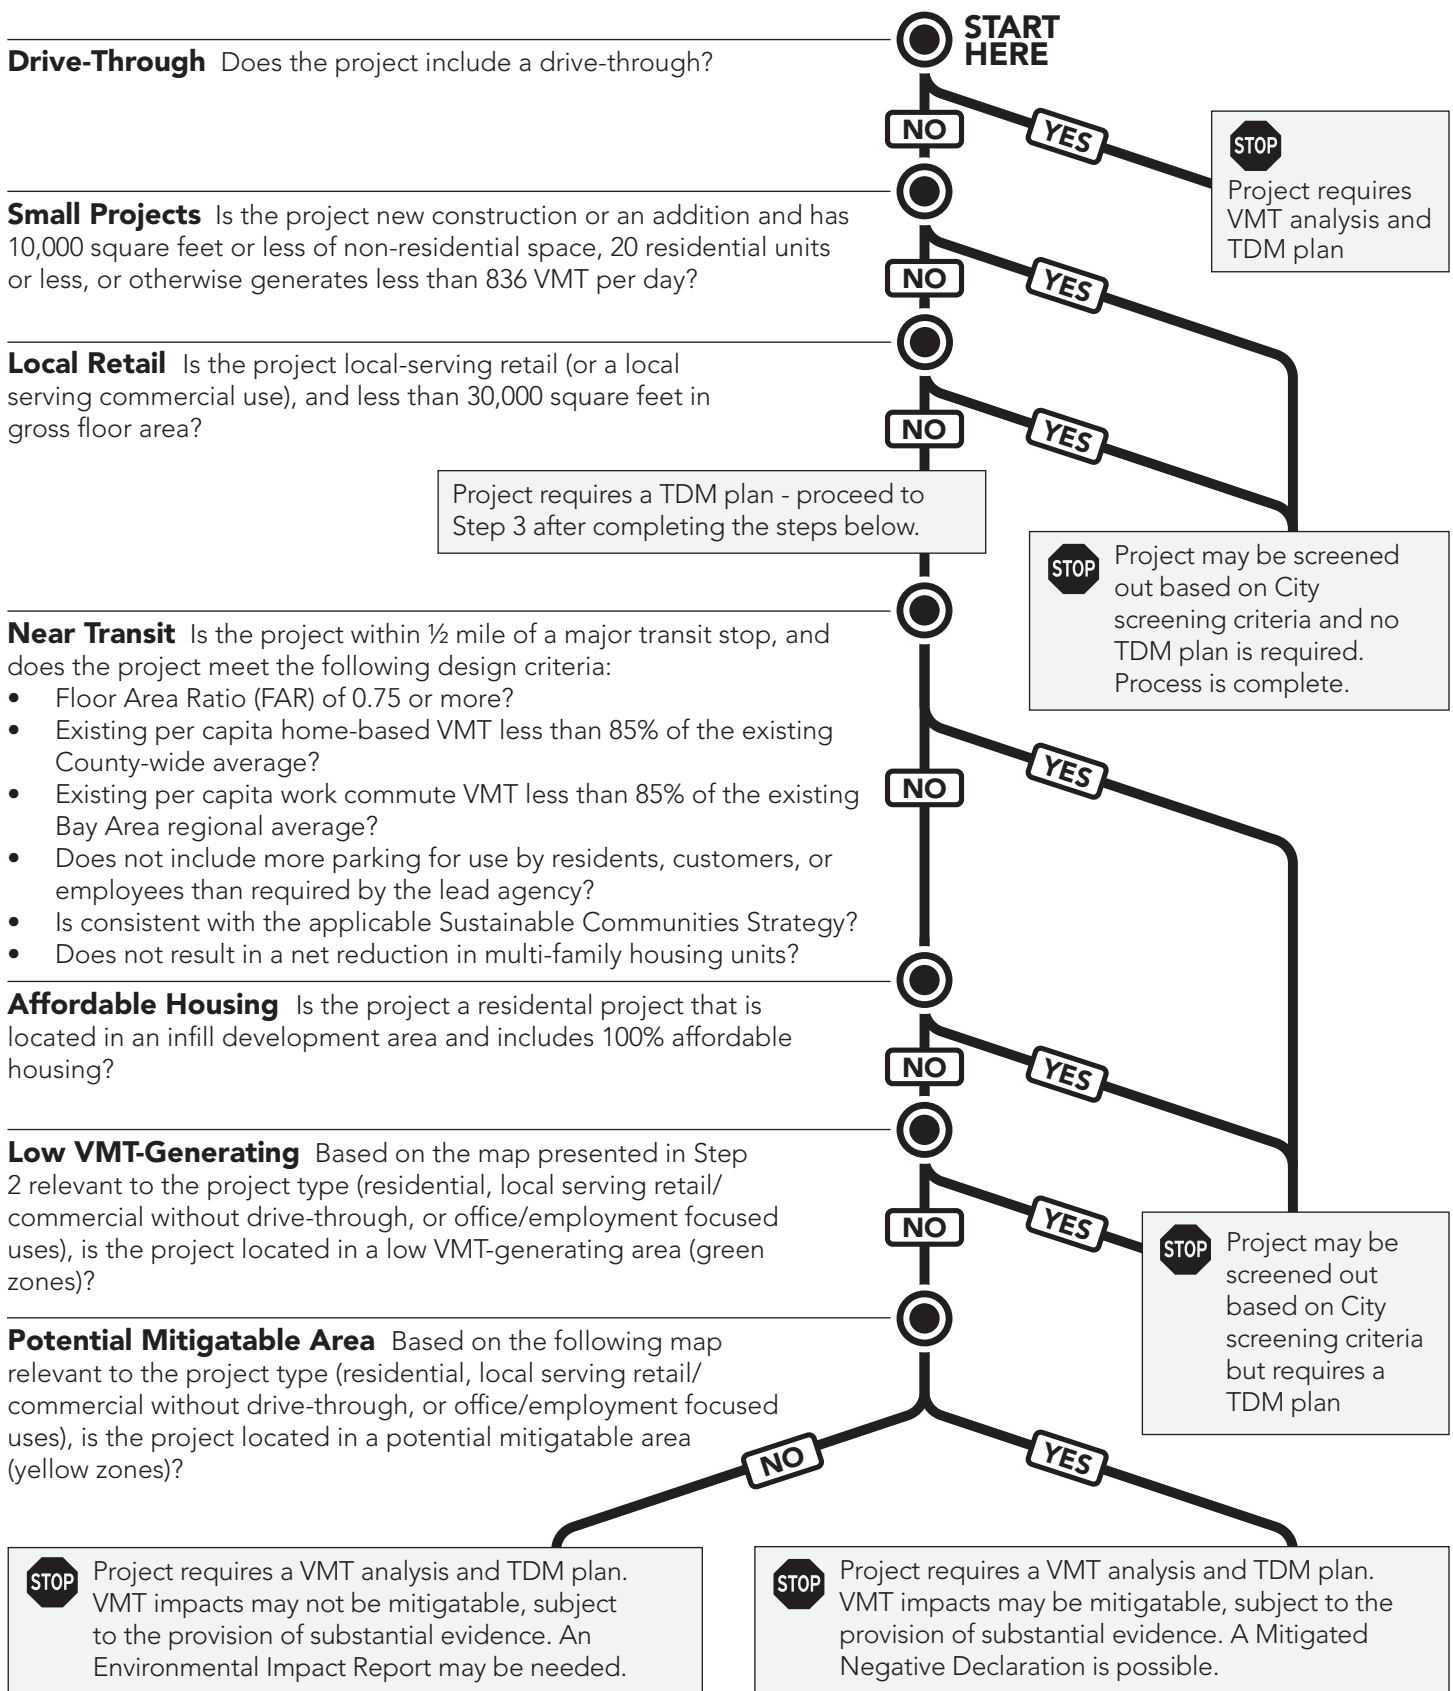 START
HERE
Drive-Through Does the project include a drive-through?
NO
YES
STOP
Project requires
VMT analysis and
TDM plan
Small Projects Is the project new construction or an addition and has
10,000 square feet or less of non-residential space, 20 residential units
or less, or otherwise generates less than 836 VMT per day?
NO
YES
Local Retail Is the project local-serving retail (or a local
serving commercial use), and less than 30,000 square feet in
gross floor area?
NO
YES
Project requires a TDM plan - proceed to
Step 3 after completing the steps below.
STOP
Project may be screened
out based on City
screening criteria and no
TDM plan is required.
Process is complete.
Near Transit Is the project within ½ mile of a major transit stop, and
does the project meet the following design criteria:
• Floor Area Ratio (FAR) of 0.75 or more?
• Existing per capita home-based VMT less than 85% of the existing
County-wide average?
• Existing per capita work commute VMT less than 85% of the existing
Bay Area regional average?
• Does not include more parking for use by residents, customers, or
employees than required by the lead agency?
• Is consistent with the applicable Sustainable Communities Strategy?
• Does not result in a net reduction in multi-family housing units?
NO
YES
Affordable Housing Is the project a residental project that is
located in an infill development area and includes 100% affordable
housing?
NO
YES
Low VMT-Generating Based on the map presented in Step
2 relevant to the project type (residential, local serving retail/
commercial without drive-through, or office/employment focused
uses), is the project located in a low VMT-generating area (green
zones)?
NO
YES
STOP
Project may be
screened out
based on City
screening criteria
but requires a
TDM plan
Potential Mitigatable Area Based on the following map
relevant to the project type (residential, local serving retail/
commercial without drive-through, or office/employment focused
uses), is the project located in a potential mitigatable area
(yellow zones)?
NO
YES
STOP
Project requires a VMT analysis and TDM plan.
VMT impacts may not be mitigatable, subject
to the provision of substantial evidence. An
Environmental Impact Report may be needed.
STOP
Project requires a VMT analysis and TDM plan.
VMT impacts may be mitigatable, subject to the
provision of substantial evidence. A Mitigated
Negative Declaration is possible.